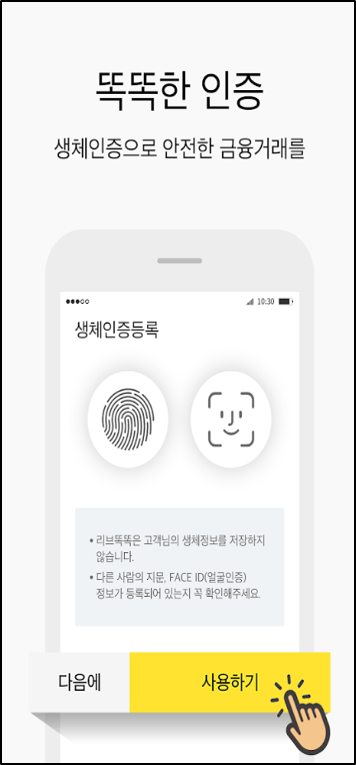 똑똑한 인증
생체인증으로 안전한 금융거래를
10:30
생체인증등록
• 리브똑똑은 고객님의 생체정보를 저장하지
않습니다.
• 다른 사람의 지문, FACE ID(얼굴인증)
정보가 등록되어 있는지 꼭 확인해주세요.
다음에 사용하기